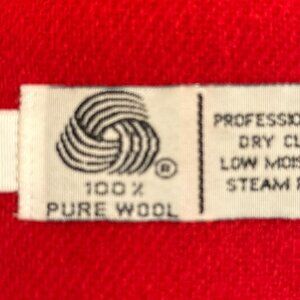 ®
100%
PURE WOOL
PROFESSIO
DRY CL
LOW MOIS
STEAM